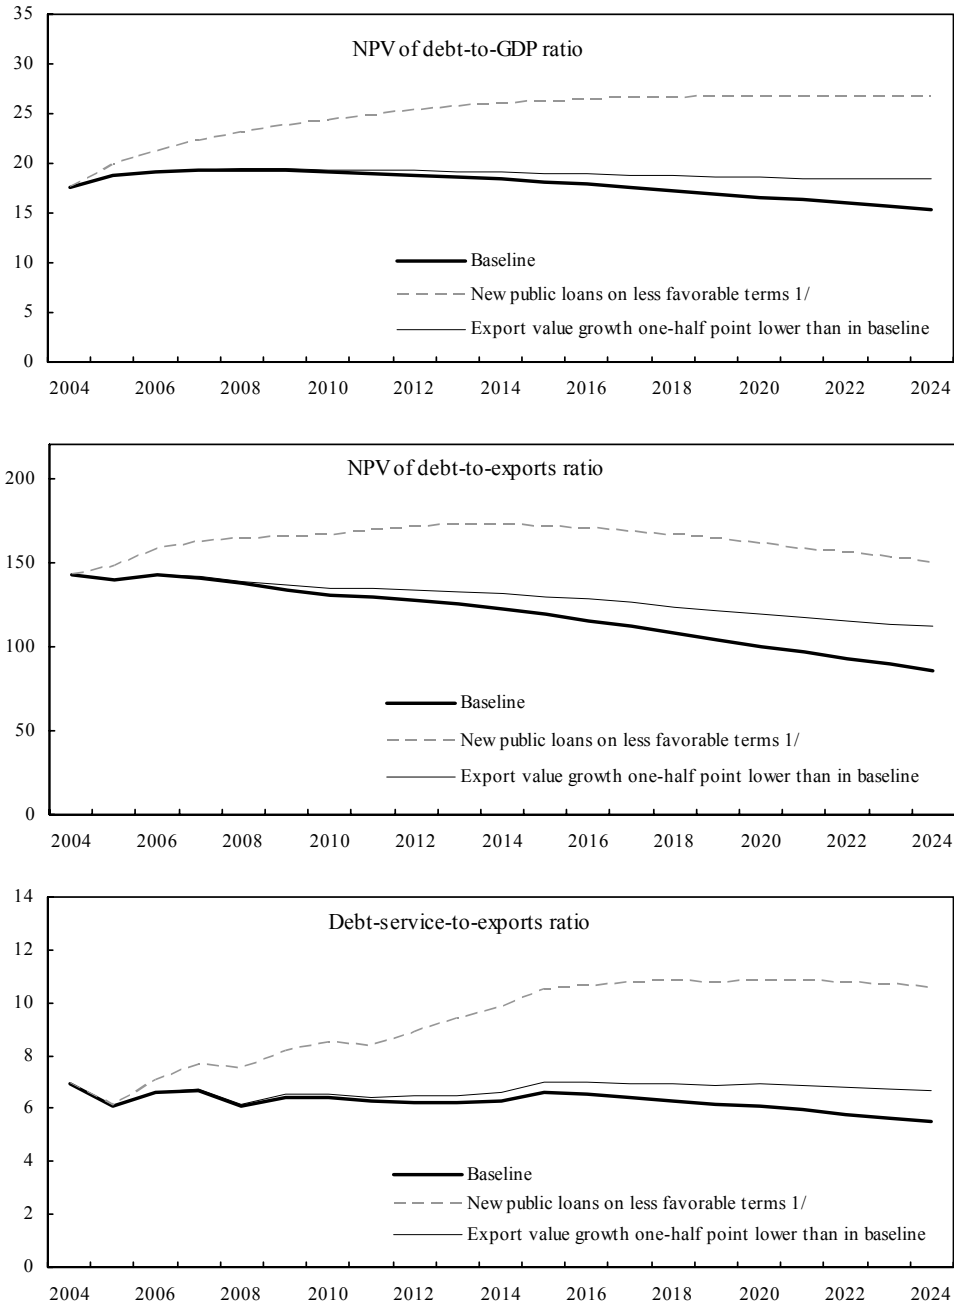 NPV of debt-to-GDP ratio
35
30
25
20
15
10
5
0
Baseline
New public loans on less favorable terms 1/
Export value growth one-half point lower than in baseline
2004 2006 2008 2010 2012 2014 2016 2018 2020 2022 2024
NPV of debt-to-exports ratio
200
150
100
50
0
Baseline
New public loans on less favorable terms 1/
Export value growth one-half point lower than in baseline
2004 2006 2008 2010 2012 2014 2016 2018 2020 2022 2024
Debt-service-to-exports ratio
14
12
10
8
6
4
2
0
Baseline
New public loans on less favorable terms 1/
Export value growth one-half point lower than in baseline
2004 2006 2008 2010 2012 2014 2016 2018 2020 2022 2024